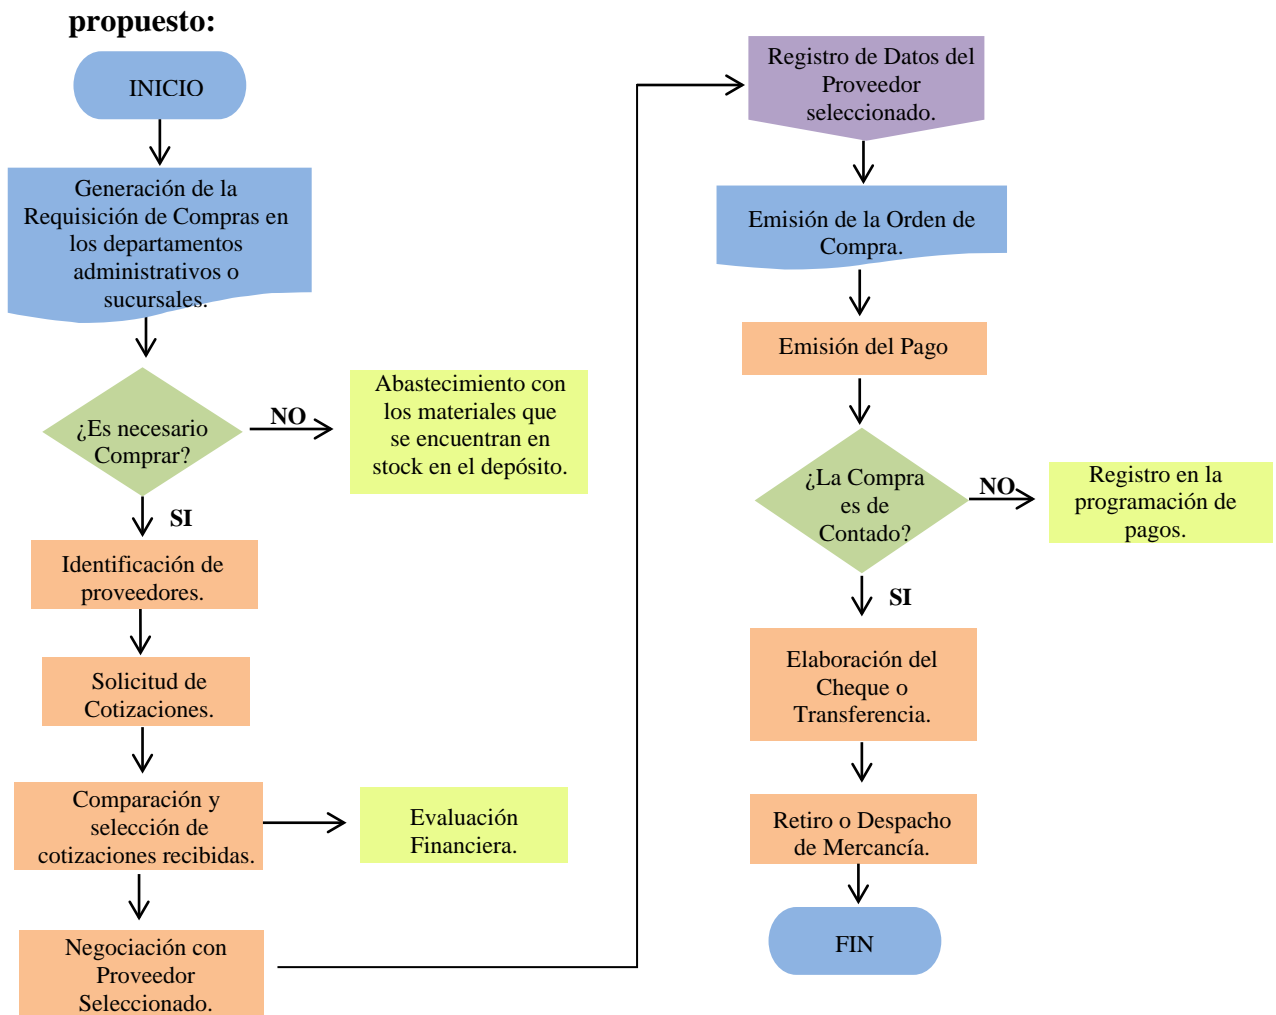 propuesto:
INICIO
Generación de la
Requisición de Compras en
los departamentos
administrativos o
sucursales.
¿Es necesario
Comprar?
NO
Abastecimiento con
los materiales que
se encuentran en
stock en el depósito.
SI
Identificación de
proveedores.
Solicitud de
Cotizaciones.
Comparación y
selección de
cotizaciones recibidas.
Evaluación
Financiera.
Negociación con
Proveedor
Seleccionado.
Registro de Datos del
Proveedor
seleccionado.
Emisión de la Orden de
Compra.
Emisión del Pago
¿La Compra
es de
Contado?
NO
Registro en la
programación de
pagos.
SI
Elaboración del
Cheque o
Transferencia.
Retiro o Despacho
de Mercancía.
FIN